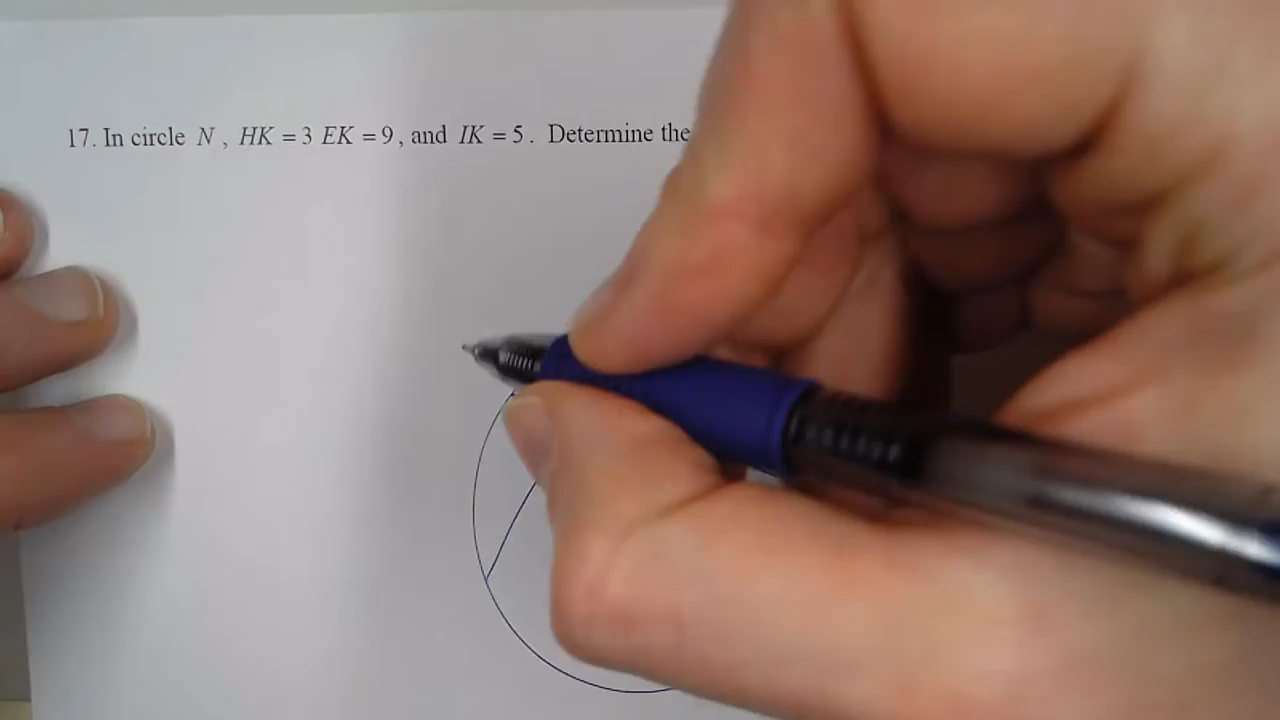 17. In circle N, HK = 3 EK = 9, and IK = 5. Determine the